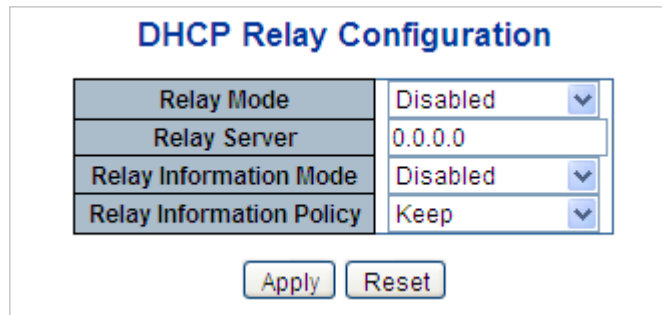 DHCP Relay Configuration
Relay Mode Disabled
Relay Server 0.0.0.0
Relay Information Mode Disabled
Relay Information Policy Keep
Apply Reset